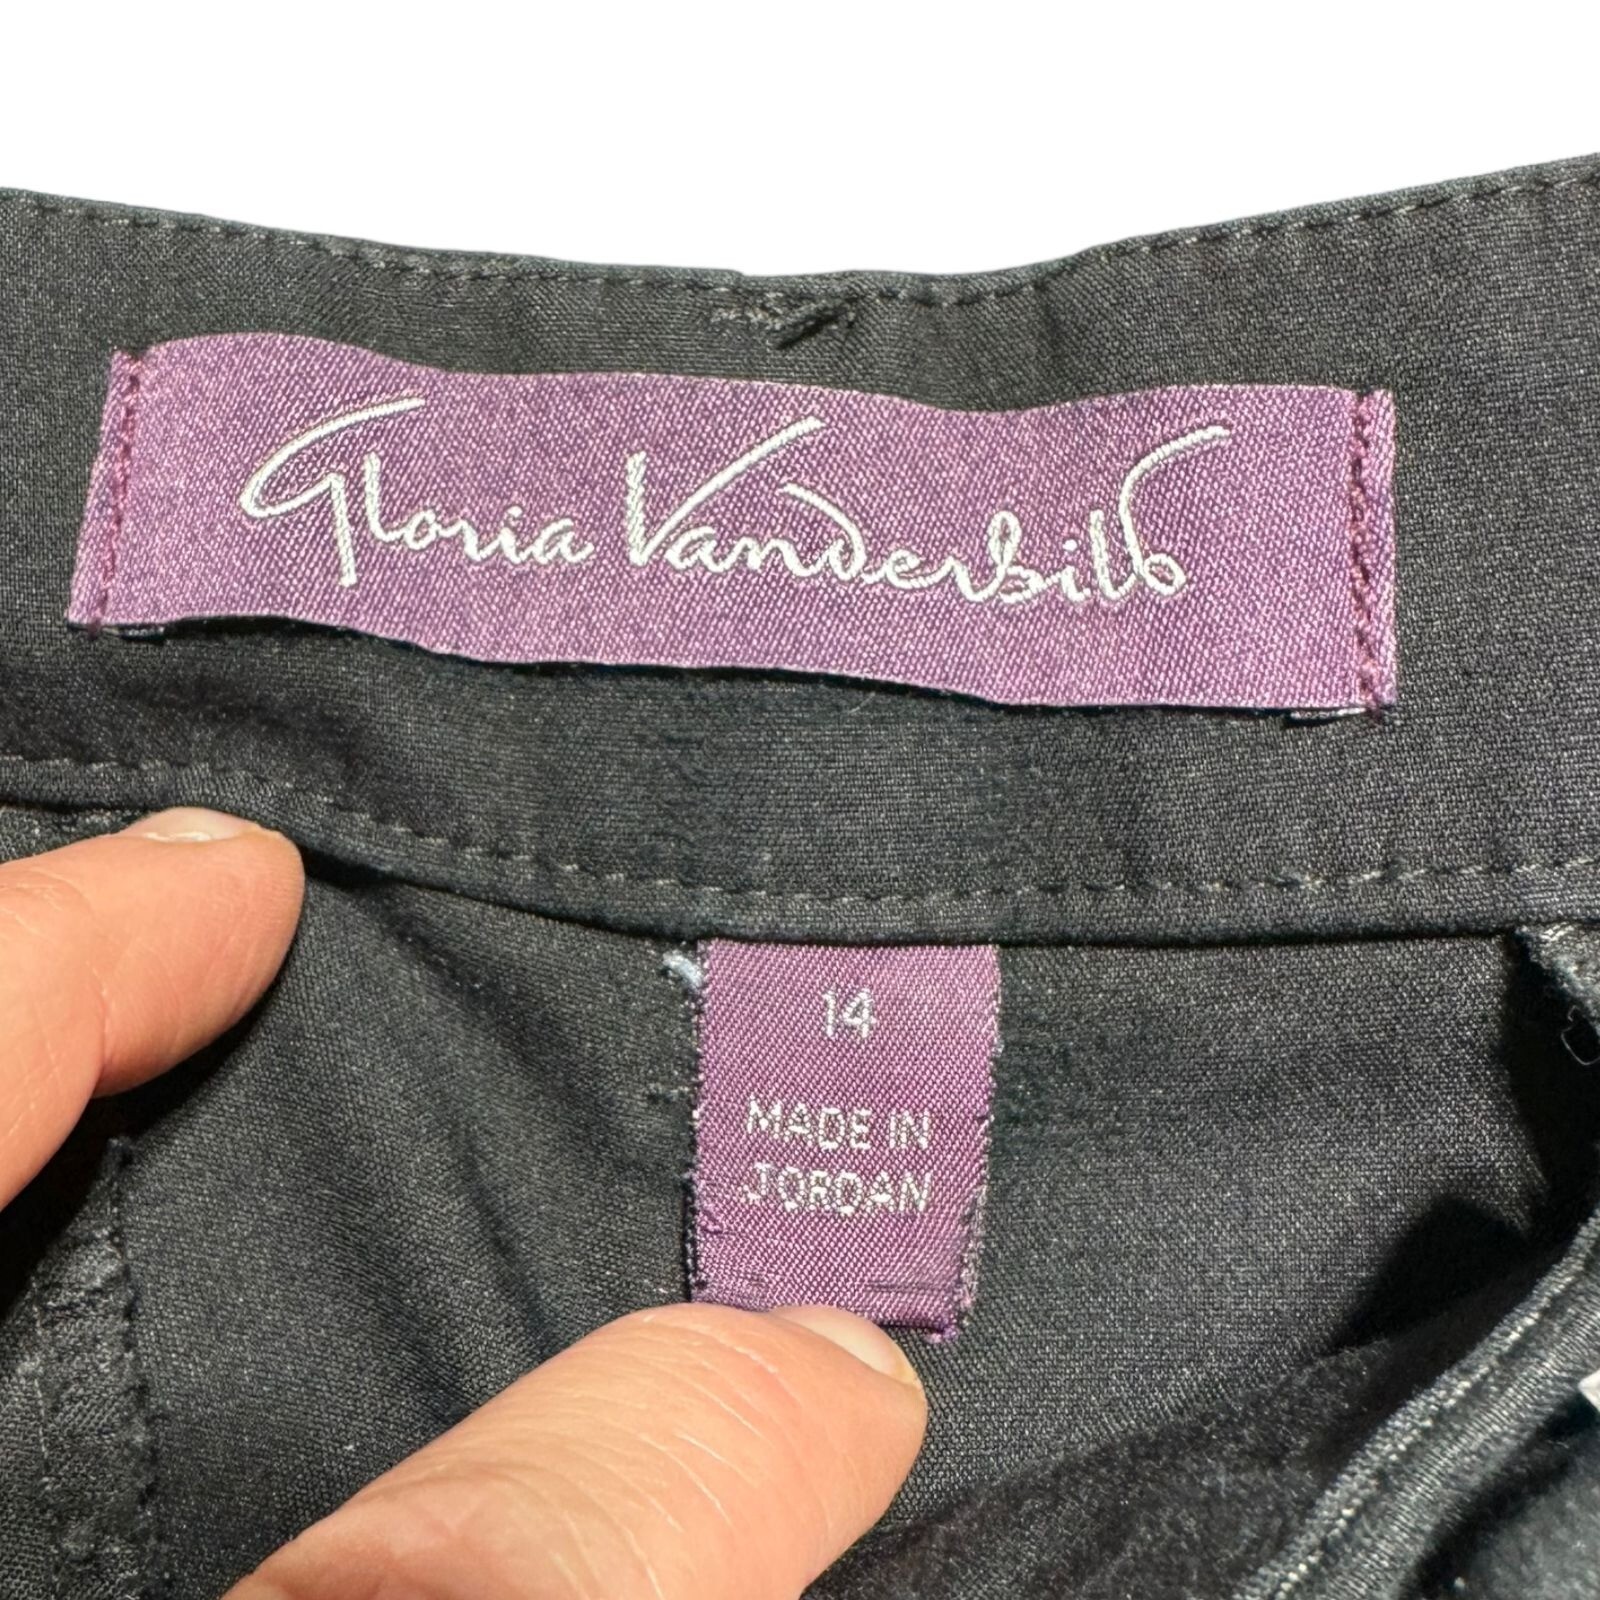 Gloria Vanderbilt
14
MADE IN
JORDAN